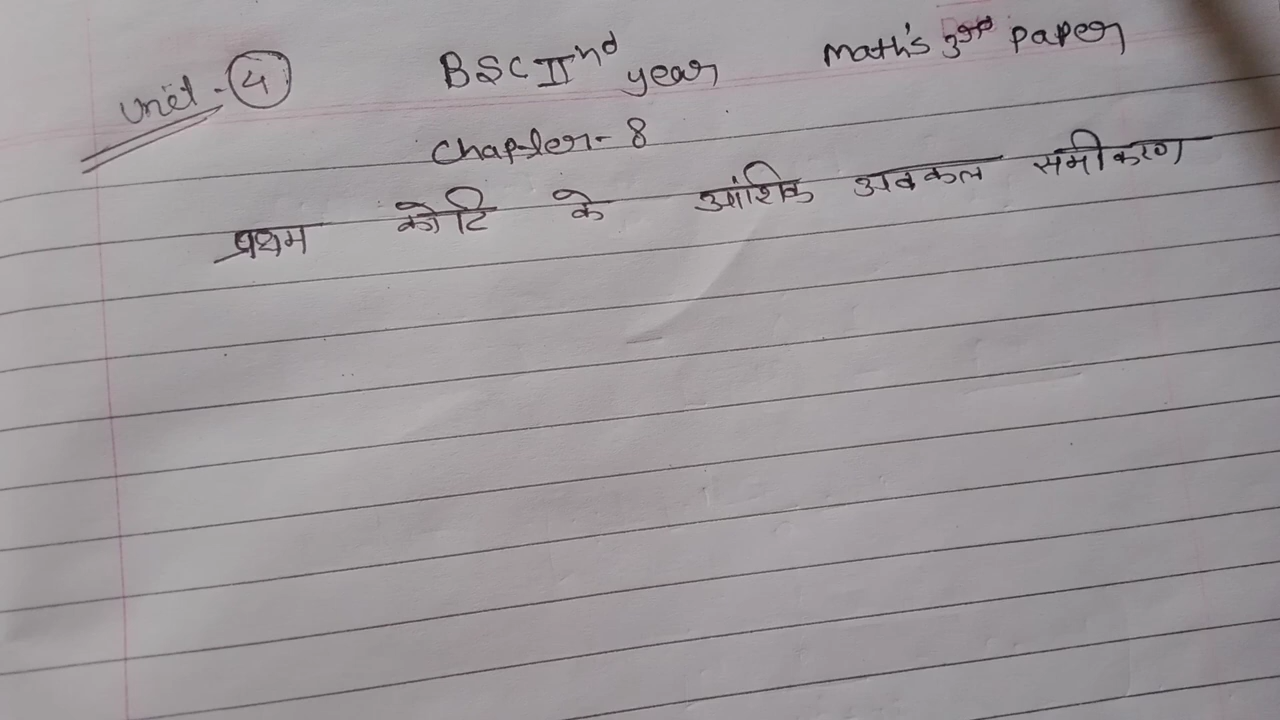 Unit - 4 BSC IInd year Math's 3rd paper
Chapter - 8
प्रथम कोटि के आंशिक अवकल समीकरण